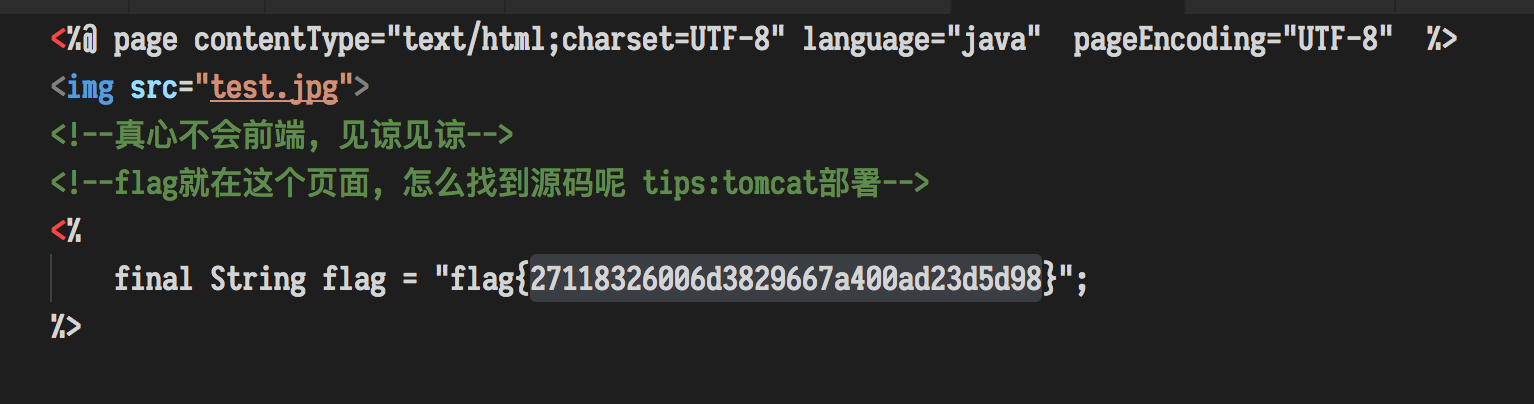 <%@ page contentType="text/html;charset=UTF-8" language="java"  pageEncoding="UTF-8"  %>
<img src="test.jpg">
<!--真心不会前端，见谅见谅-->
<!--flag就在这个页面，怎么找到源码呢 tips:tomcat部署-->
<%
    final String flag = "flag{27118326006d3829667a400ad23d5d98}";
%>